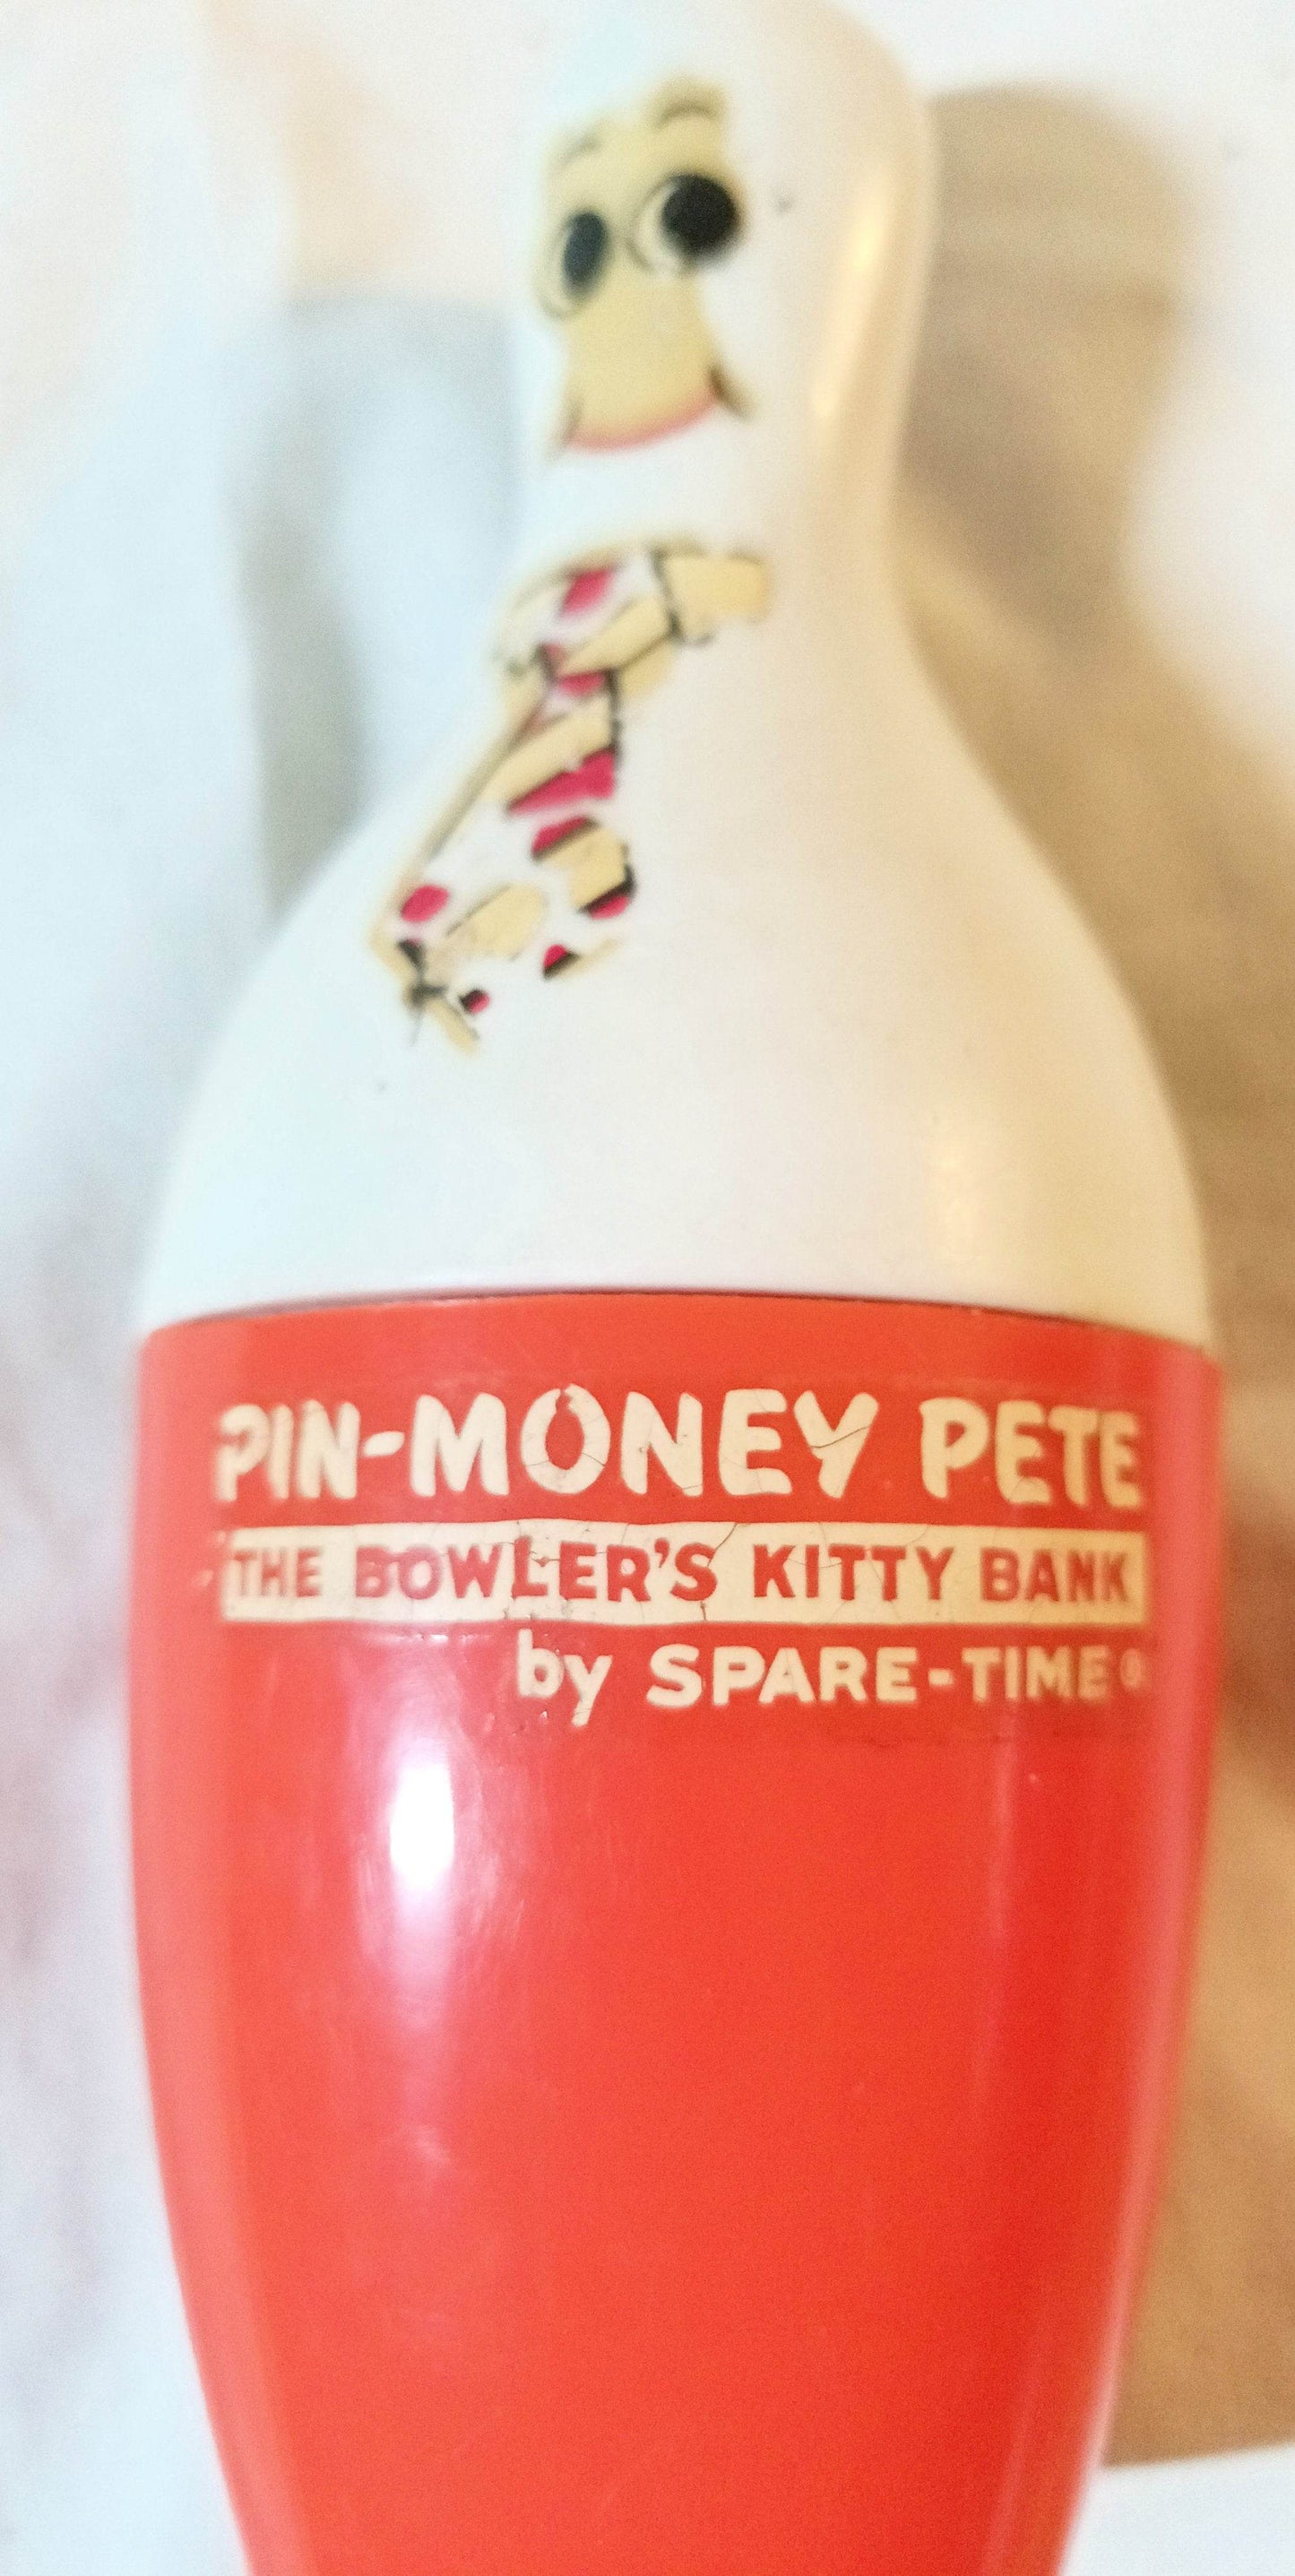 PIN-MONEY PETE
THE BOWLER'S KITTY BANK
by SPARE-TIME®